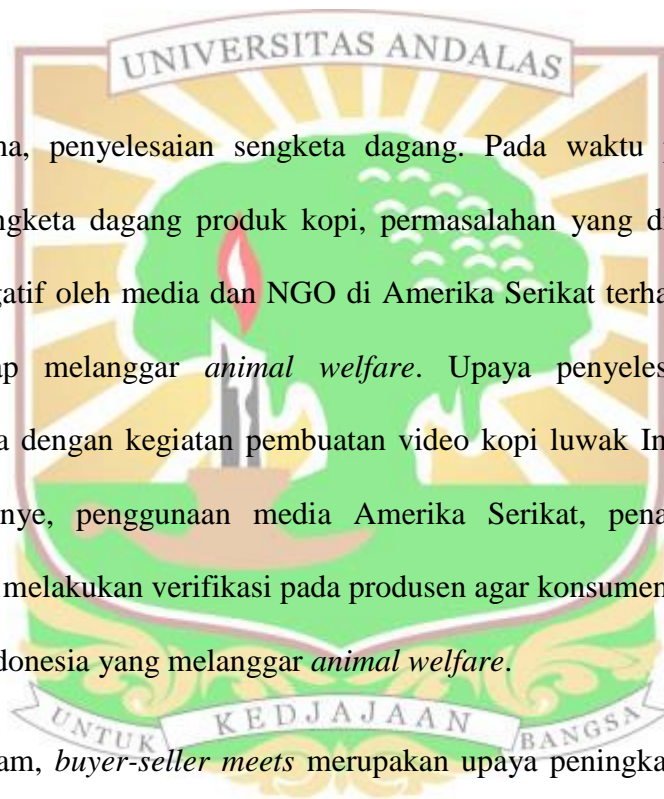 UNIVERSITAS ANDALAS
na, penyelesaian sengketa dagang. Pada waktu p
ngketa dagang produk kopi, permasalahan yang di
gatif oleh media dan NGO di Amerika Serikat terha
ap melanggar animal welfare. Upaya penyeles
a dengan kegiatan pembuatan video kopi luwak In
nye, penggunaan media Amerika Serikat, pena
melakukan verifikasi pada produsen agar konsumen
donesia yang melanggar animal welfare.
UNTUK KEDJAJAAN BANGSA
am, buyer-seller meets merupakan upaya peningka